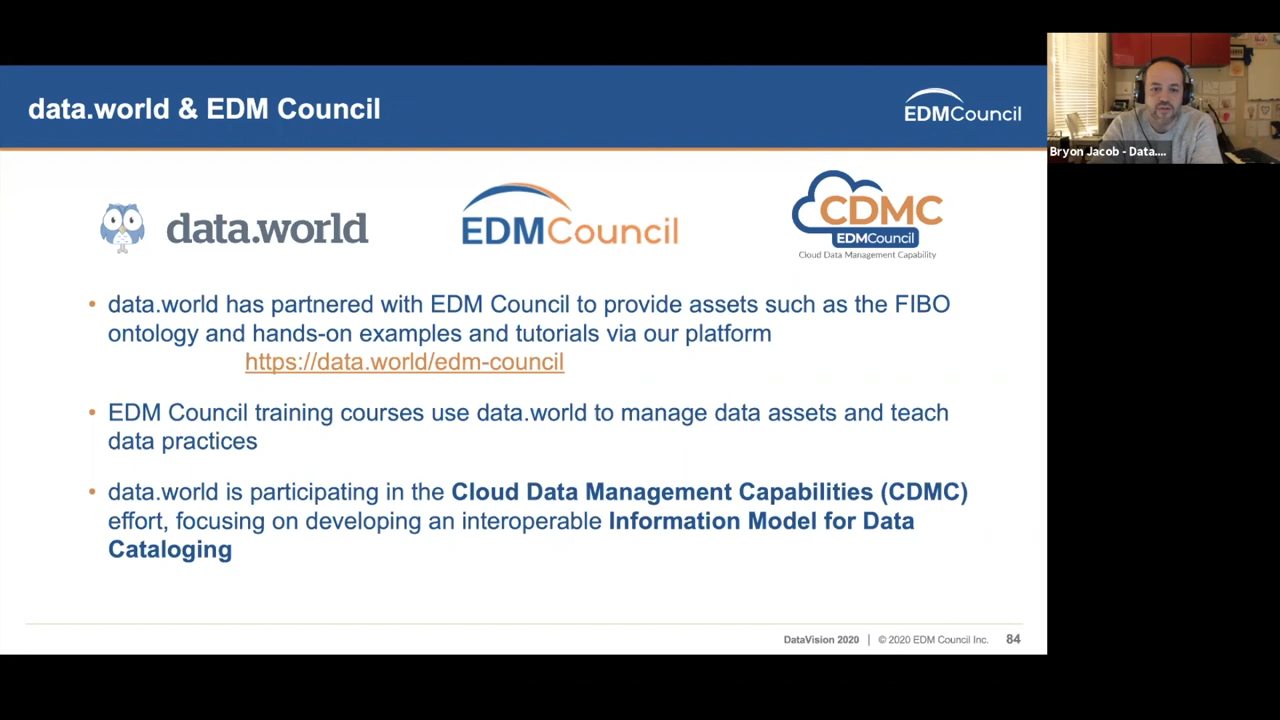 data.world & EDM Council
EDMCouncil
Bryon Jacob - Data....
data.world
EDMCouncil
CDMC
EDMCouncil
Cloud Data Management Capability
• data.world has partnered with EDM Council to provide assets such as the FIBO
ontology and hands-on examples and tutorials via our platform
https://data.world/edm-council
• EDM Council training courses use data.world to manage data assets and teach
data practices
• data.world is participating in the Cloud Data Management Capabilities (CDMC)
effort, focusing on developing an interoperable Information Model for Data
Cataloging
DataVision 2020 | © 2020 EDM Council Inc. 84